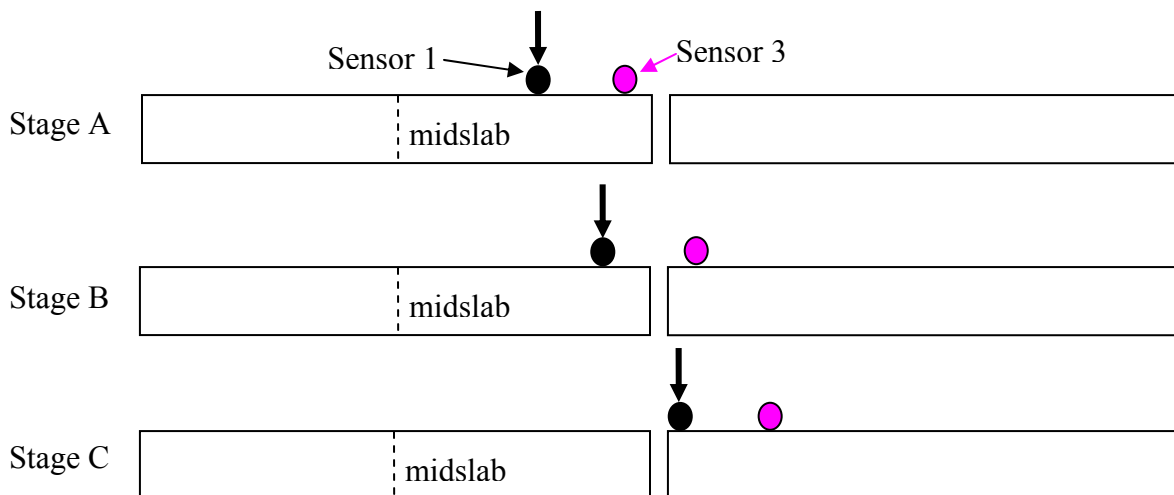 Sensor 1
Sensor 3
Stage A
midslab
Stage B
midslab
Stage C
midslab